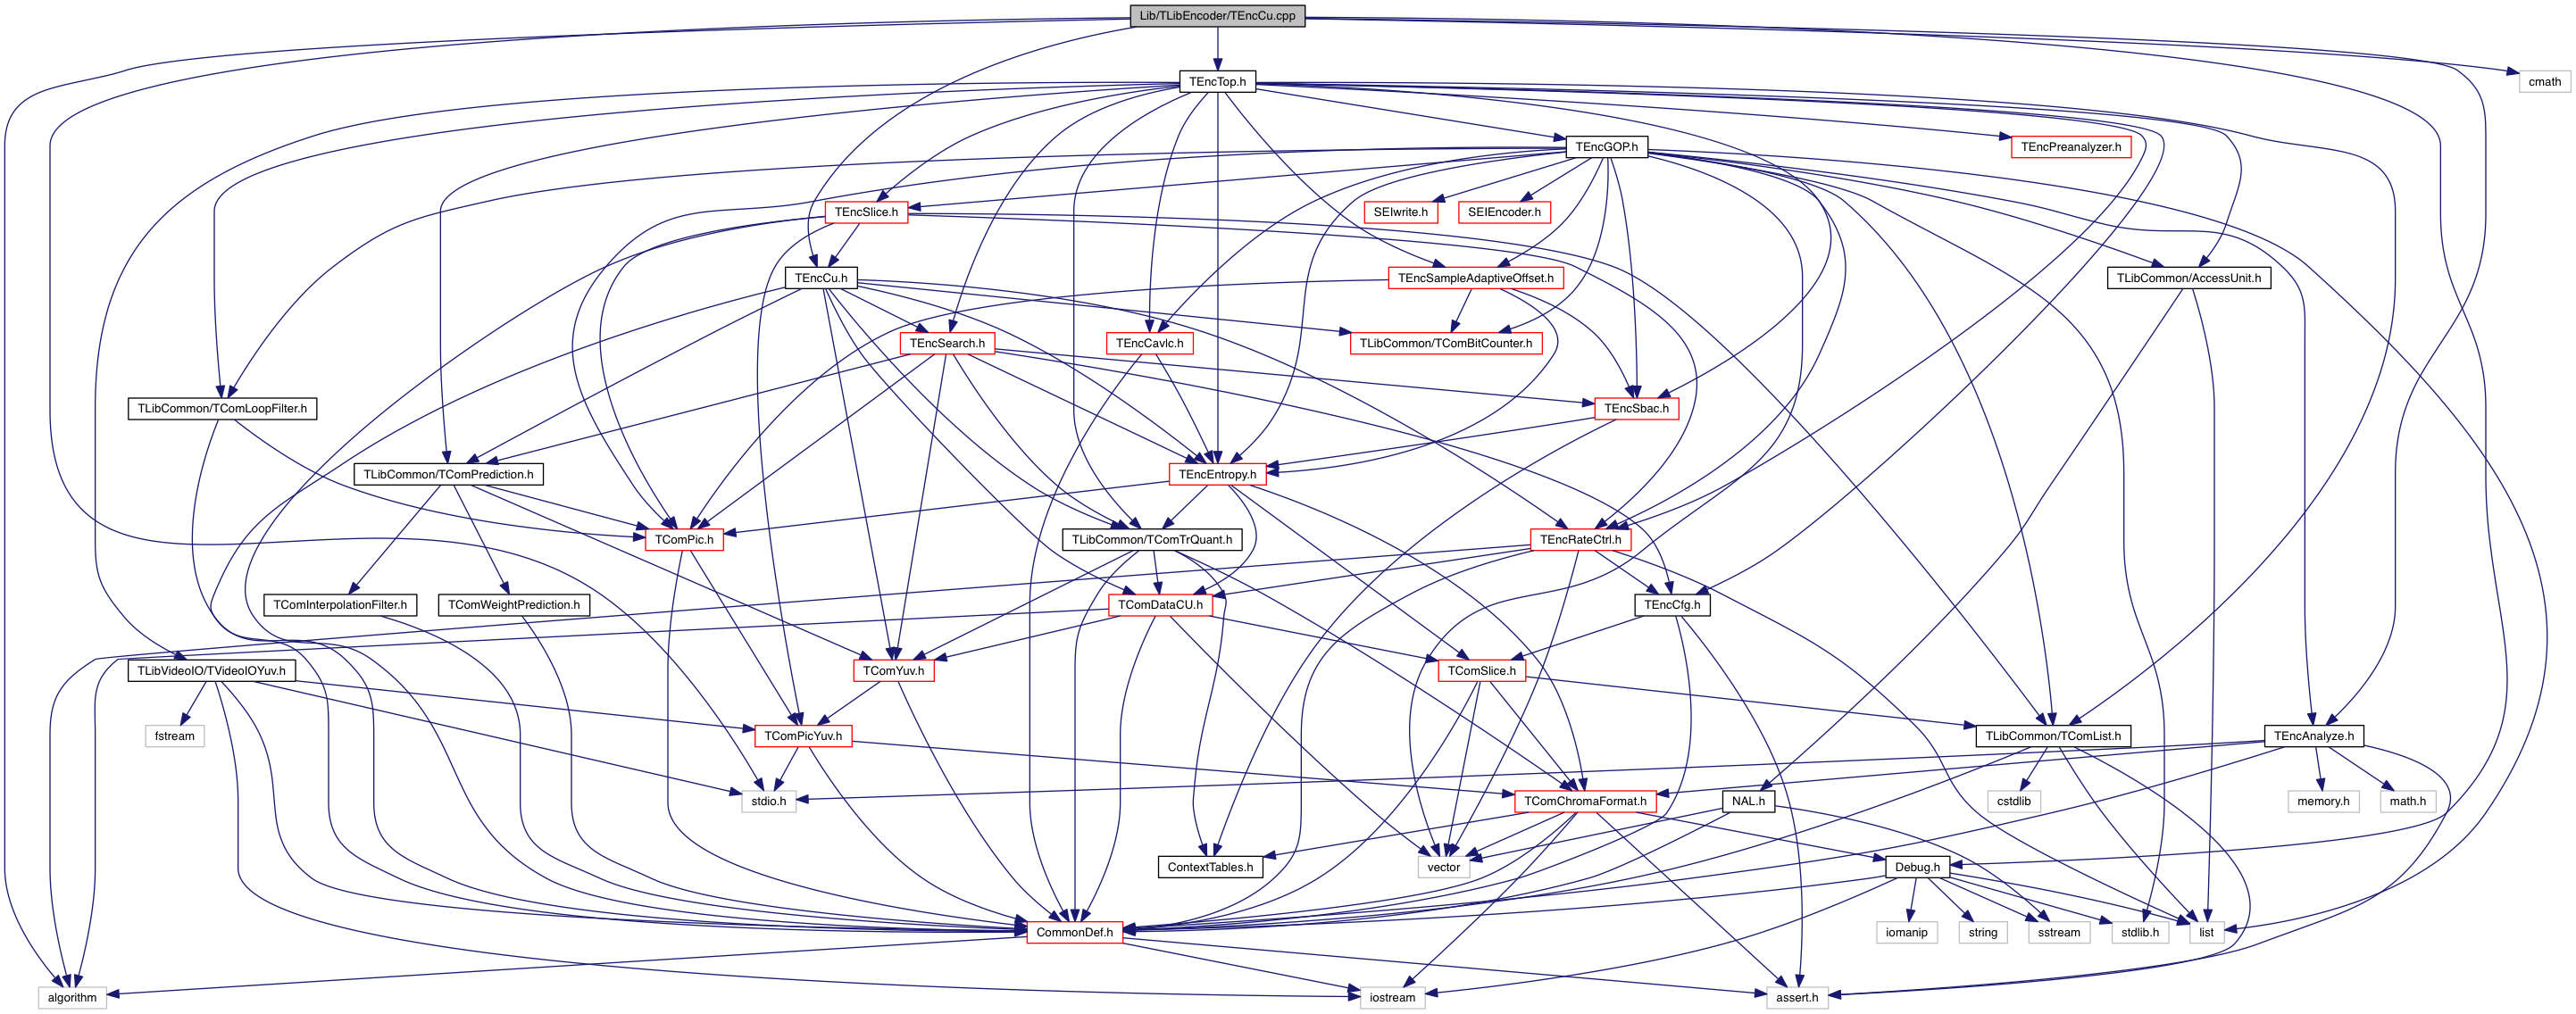 Lib/TLibEncoder/TEncCu.cpp
TEncTop.h
cmath
TEncGOP.h
TEncPreanalyzer.h
TEncSlice.h
SEIwrite.h
SEIEncoder.h
TEncCu.h
TEncSampleAdaptiveOffset.h
TLibCommon/AccessUnit.h
TEncSearch.h
TEncCavlc.h
TLibCommon/TComBitCounter.h
TLibCommon/TComLoopFilter.h
TEncSbac.h
TLibCommon/TComPrediction.h
TEncEntropy.h
TComPic.h
TLibCommon/TComTrQuant.h
TEncRateCtrl.h
TComInterpolationFilter.h
TComWeightPrediction.h
TComDataCU.h
TEncCfg.h
TLibVideoIO/TVideoIOYuv.h
TComYuv.h
TComSlice.h
fstream
TComPicYuv.h
TLibCommon/TComList.h
TEncAnalyze.h
stdio.h
TComChromaFormat.h
NAL.h
cstdlib
memory.h
math.h
ContextTables.h
vector
Debug.h
CommonDef.h
iomanip
string
sstream
stdlib.h
list
algorithm
iostream
assert.h